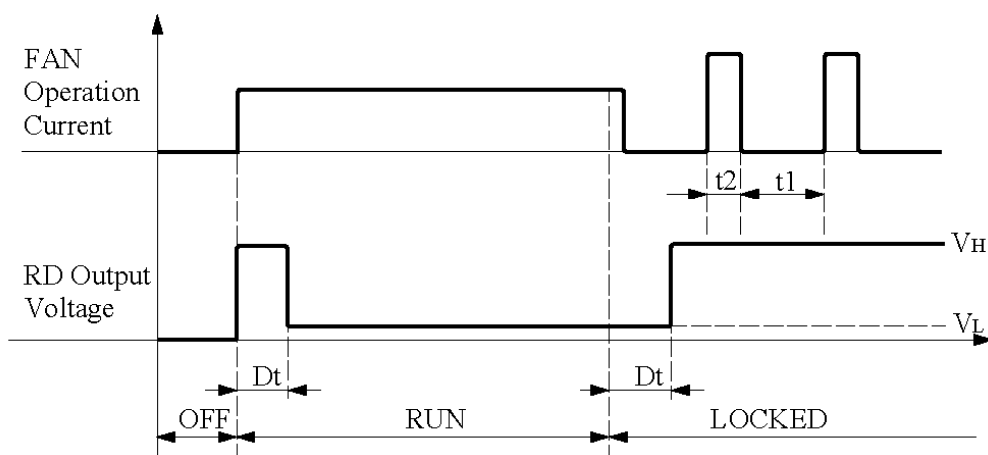 FAN
Operation
Current
t2
t1
VH
RD Output
Voltage
VL
Dt
Dt
OFF
RUN
LOCKED